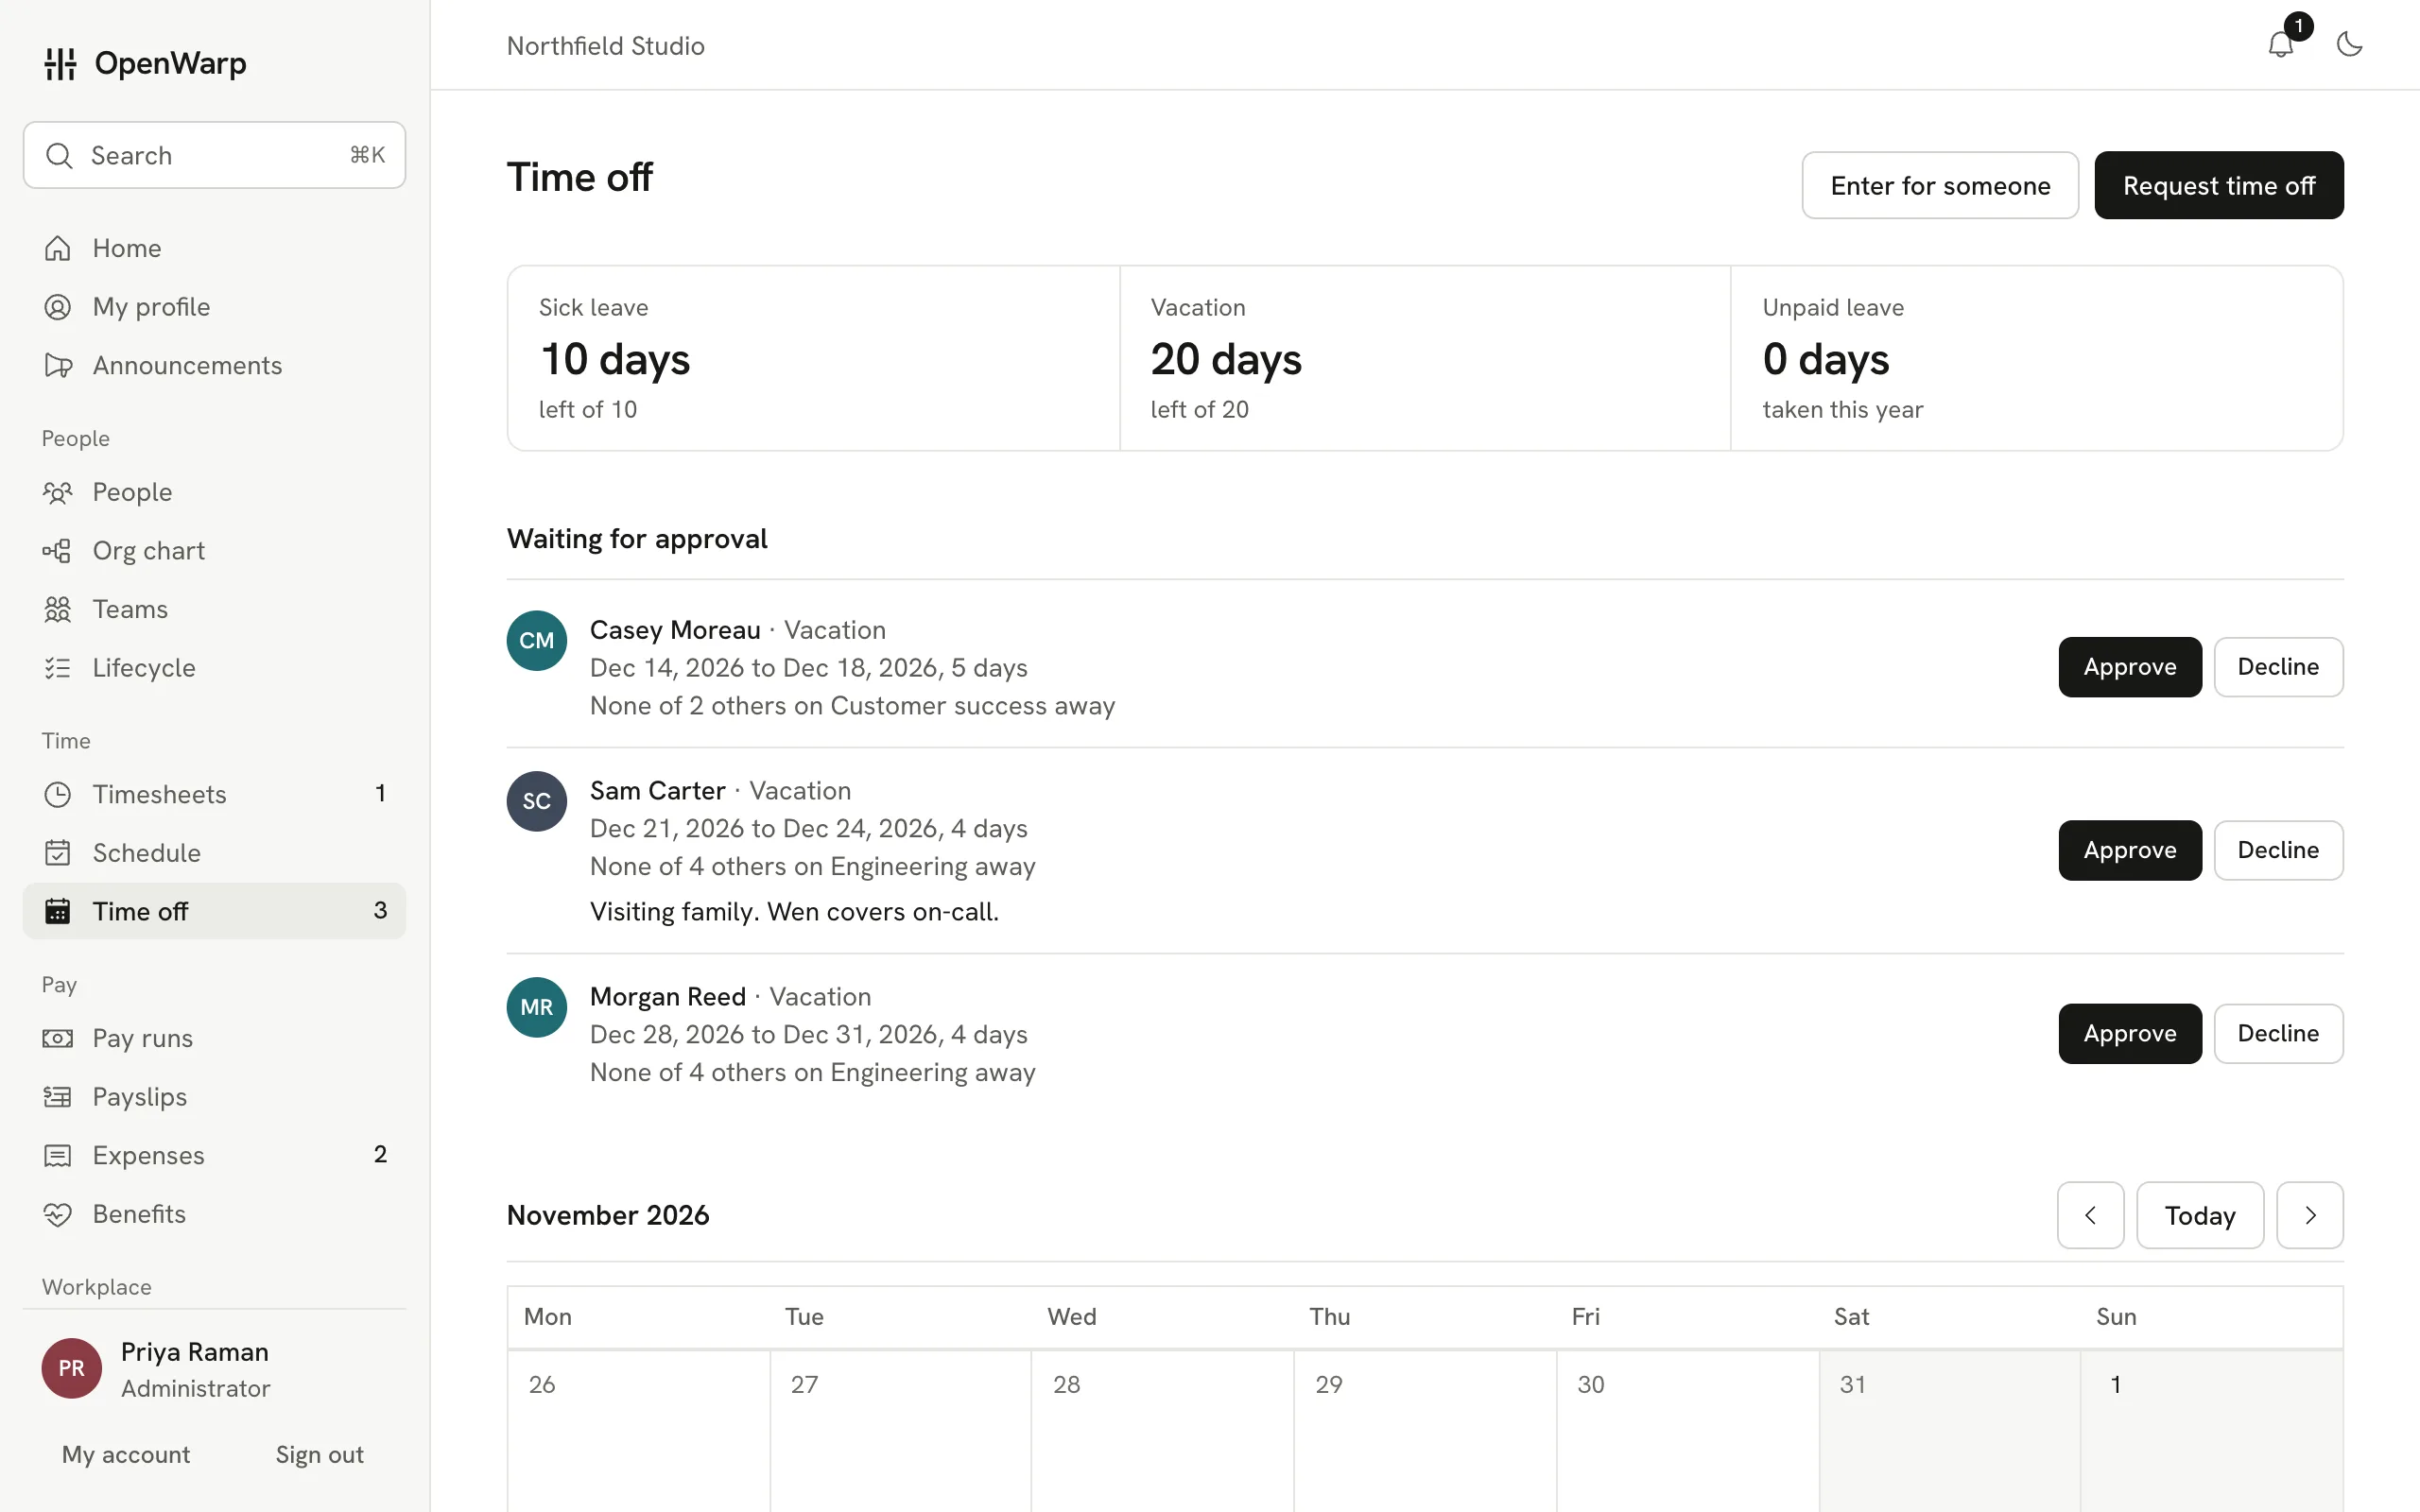 OpenWarp
Search ⌘K
Home
My profile
Announcements
People
People
Org chart
Teams
Lifecycle
Time
Timesheets 1
Schedule
Time off 3
Pay
Pay runs
Payslips
Expenses 2
Benefits
Workplace
PR
Priya Raman
Administrator
My account Sign out
Northfield Studio
1
Time off
Enter for someone Request time off
Sick leave
10 days
left of 10
Vacation
20 days
left of 20
Unpaid leave
0 days
taken this year
Waiting for approval
CM
Casey Moreau · Vacation
Dec 14, 2026 to Dec 18, 2026, 5 days
None of 2 others on Customer success away
Approve Decline
SC
Sam Carter · Vacation
Dec 21, 2026 to Dec 24, 2026, 4 days
None of 4 others on Engineering away
Visiting family. Wen covers on-call.
Approve Decline
MR
Morgan Reed · Vacation
Dec 28, 2026 to Dec 31, 2026, 4 days
None of 4 others on Engineering away
Approve Decline
November 2026
Today
Mon Tue Wed Thu Fri Sat Sun
26 27 28 29 30 31 1